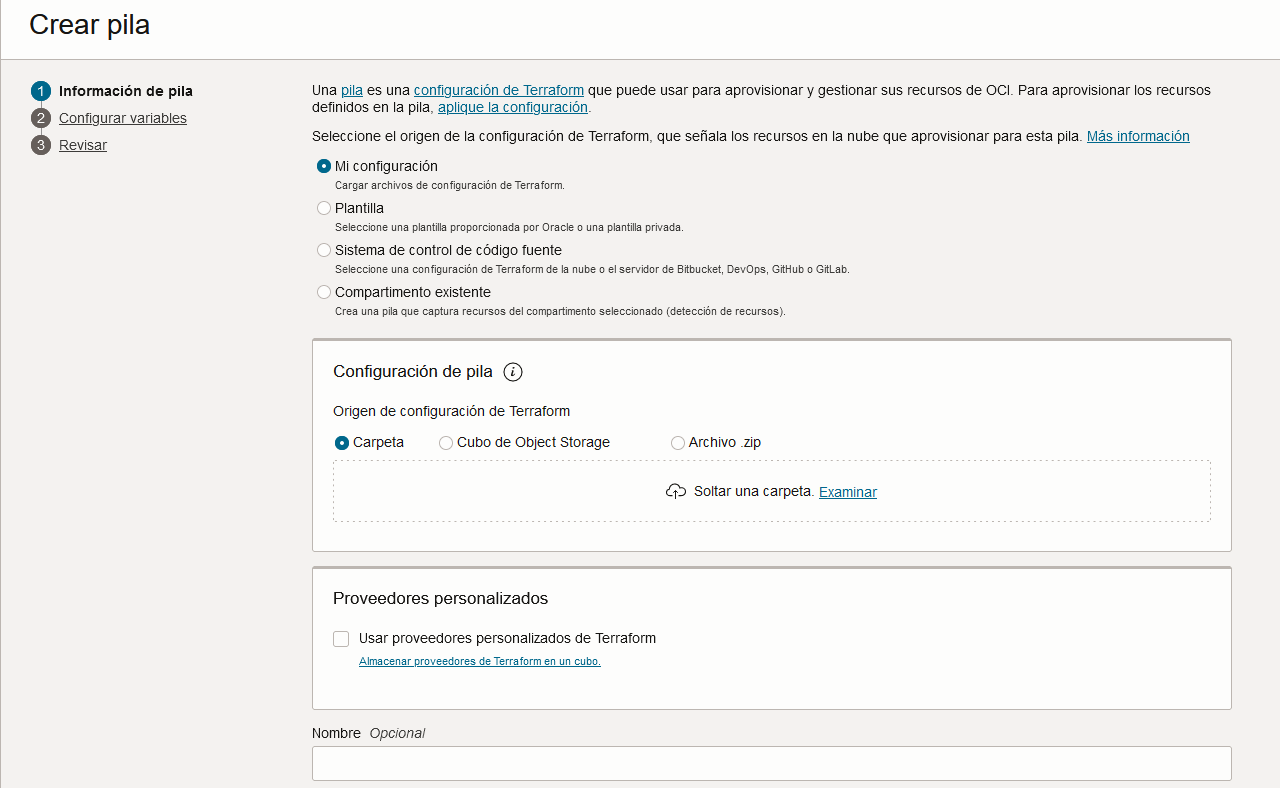 Crear pila
1 Información de pila
2 Configurar variables
3 Revisar
Una pila es una configuración de Terraform que puede usar para aprovisionar y gestionar sus recursos de OCI. Para aprovisionar los recursos
definidos en la pila, aplique la configuración.
Seleccione el origen de la configuración de Terraform, que señala los recursos en la nube que aprovisionar para esta pila. Más información
Mi configuración
Cargar archivos de configuración de Terraform.
Plantilla
Seleccione una plantilla proporcionada por Oracle o una plantilla privada.
Sistema de control de código fuente
Seleccione una configuración de Terraform de la nube o el servidor de Bitbucket, DevOps, GitHub o GitLab.
Compartimento existente
Crea una pila que captura recursos del compartimento seleccionado (detección de recursos).
Configuración de pila i
Origen de configuración de Terraform
Carpeta Cubo de Object Storage Archivo .zip
Soltar una carpeta. Examinar
Proveedores personalizados
Usar proveedores personalizados de Terraform
Almacenar proveedores de Terraform en un cubo.
Nombre Opcional